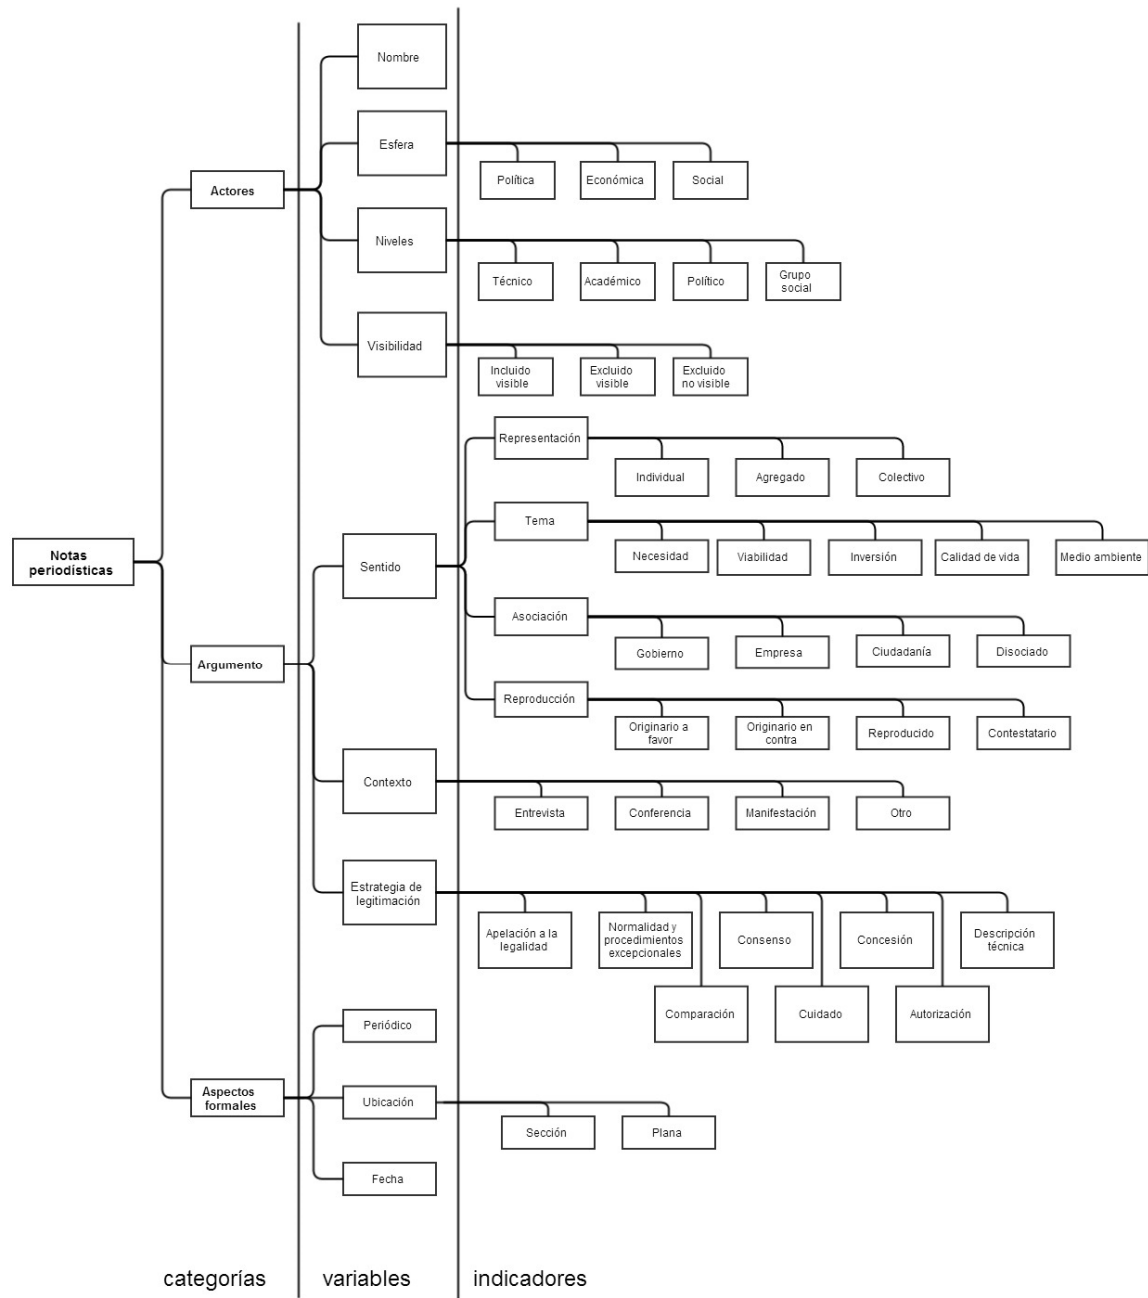 Nombre
Esfera
Política
Económica
Social
Actores
Niveles
Técnico
Académico
Político
Grupo
social
Visibilidad
Incluido
visible
Excluido
visible
Excluido
no visible
Representación
Individual
Agregado
Colectivo
Tema
Necesidad
Viabilidad
Inversión
Calidad de vida
Medio ambiente
Notas
periodísticas
Sentido
Asociación
Gobierno
Empresa
Ciudadanía
Disociado
Argumento
Reproducción
Originario a
favor
Originario en
contra
Reproducido
Contestatario
Contexto
Entrevista
Conferencia
Manifestación
Otro
Estrategia de
legitimación
Apelación a la
legalidad
Normalidad y
procedimientos
excepcionales
Consenso
Concesión
Descripción
técnica
Comparación
Cuidado
Autorización
Periódico
Aspectos
formales
Ubicación
Sección
Plana
Fecha
categorías
variables
indicadores